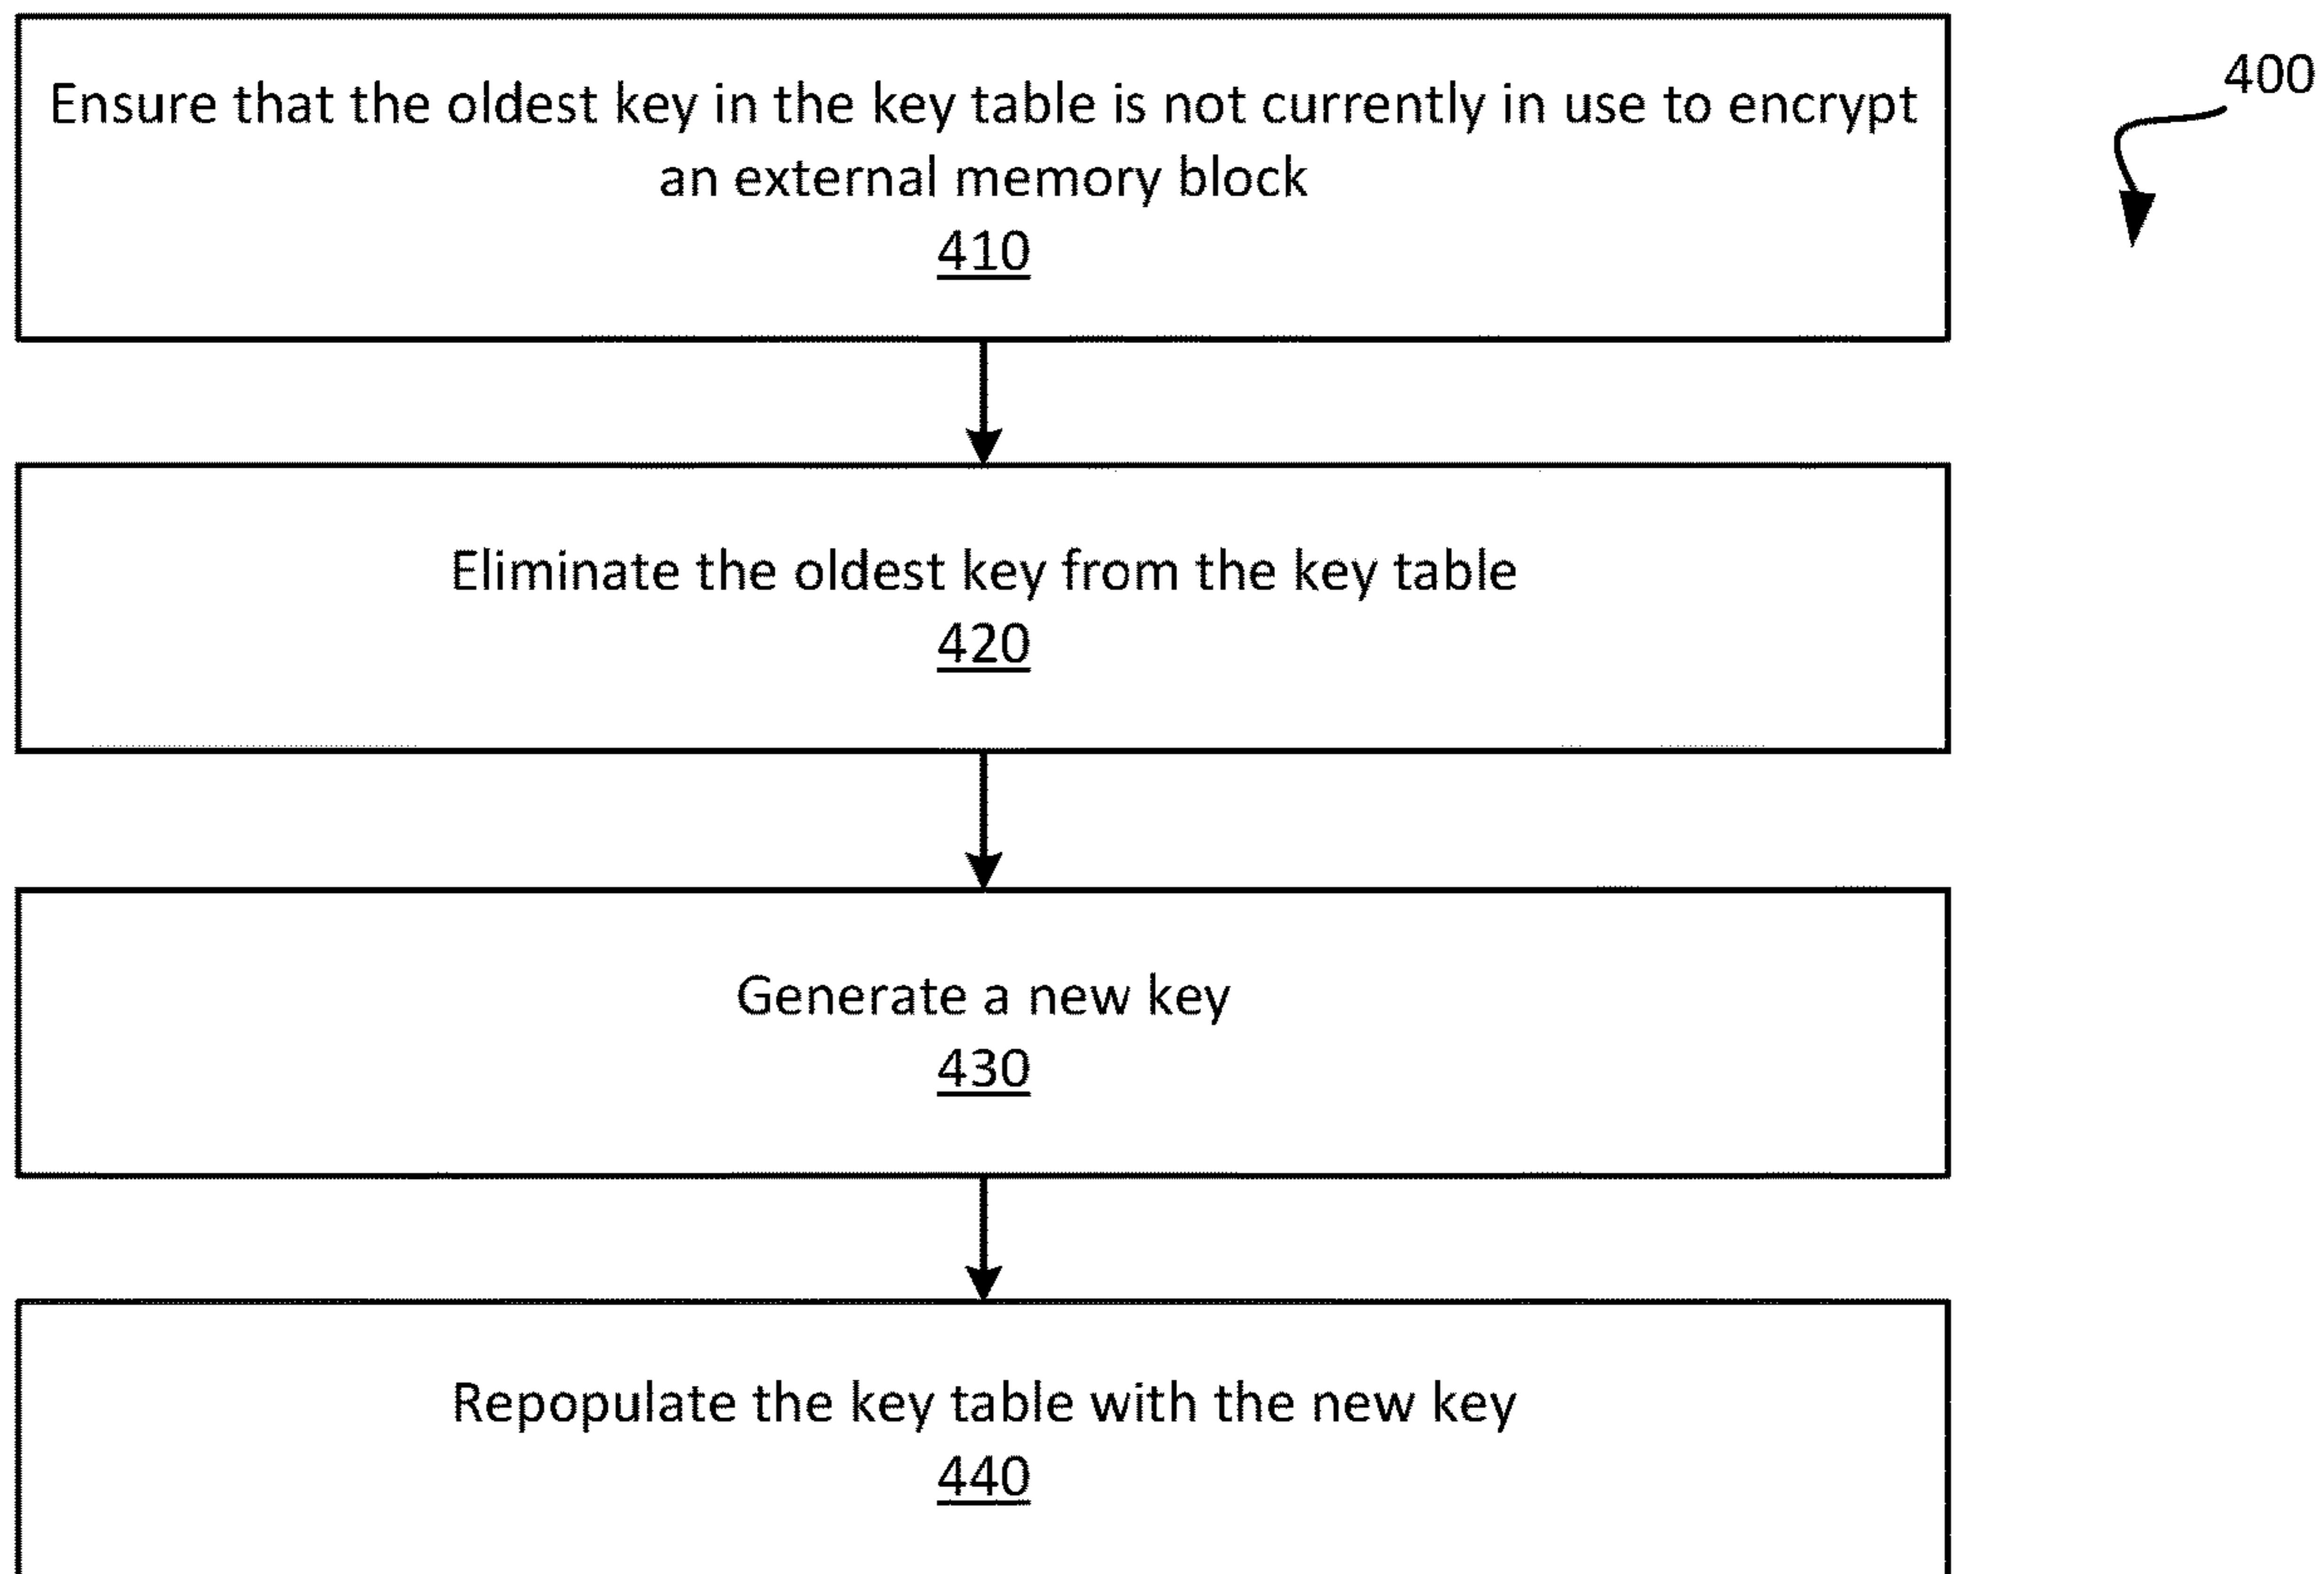 Ensure that the oldest key in the key table is not currently in use to encrypt
an external memory block
410
400
Eliminate the oldest key from the key table
420
Generate a new key
430
Repopulate the key table with the new key
440